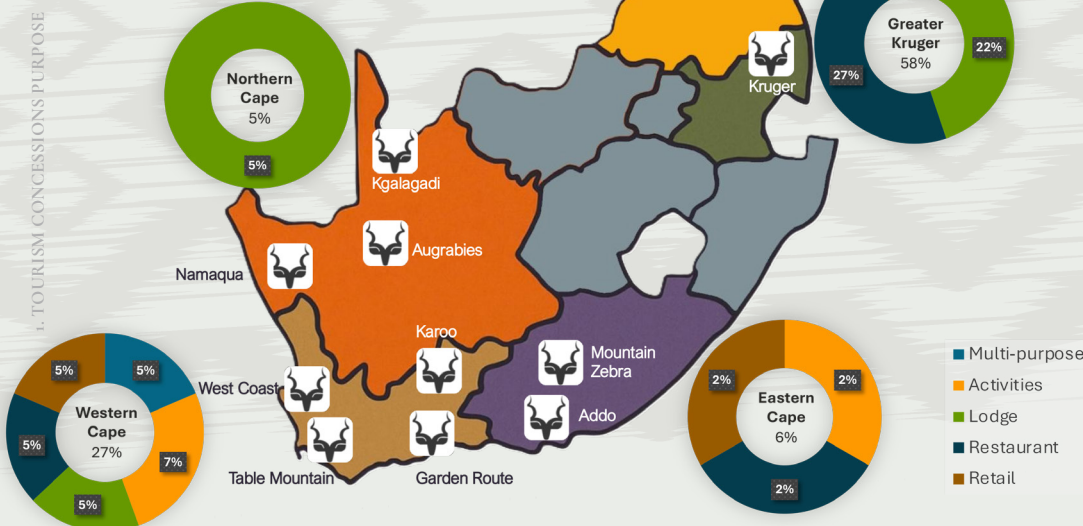 1. TOURISM CONCESSIONS PURPOSE
Northern
Cape
5%
5%
Greater
Kruger
58%
22%
27%
Kruger
Kgalagadi
Augrabies
Namaqua
Karoo
West Coast
Table Mountain
Garden Route
Mountain
Zebra
Addo
Western
Cape
27%
5%
5%
7%
5%
5%
Eastern
Cape
6%
2%
2%
2%
Multi-purpose
Activities
Lodge
Restaurant
Retail